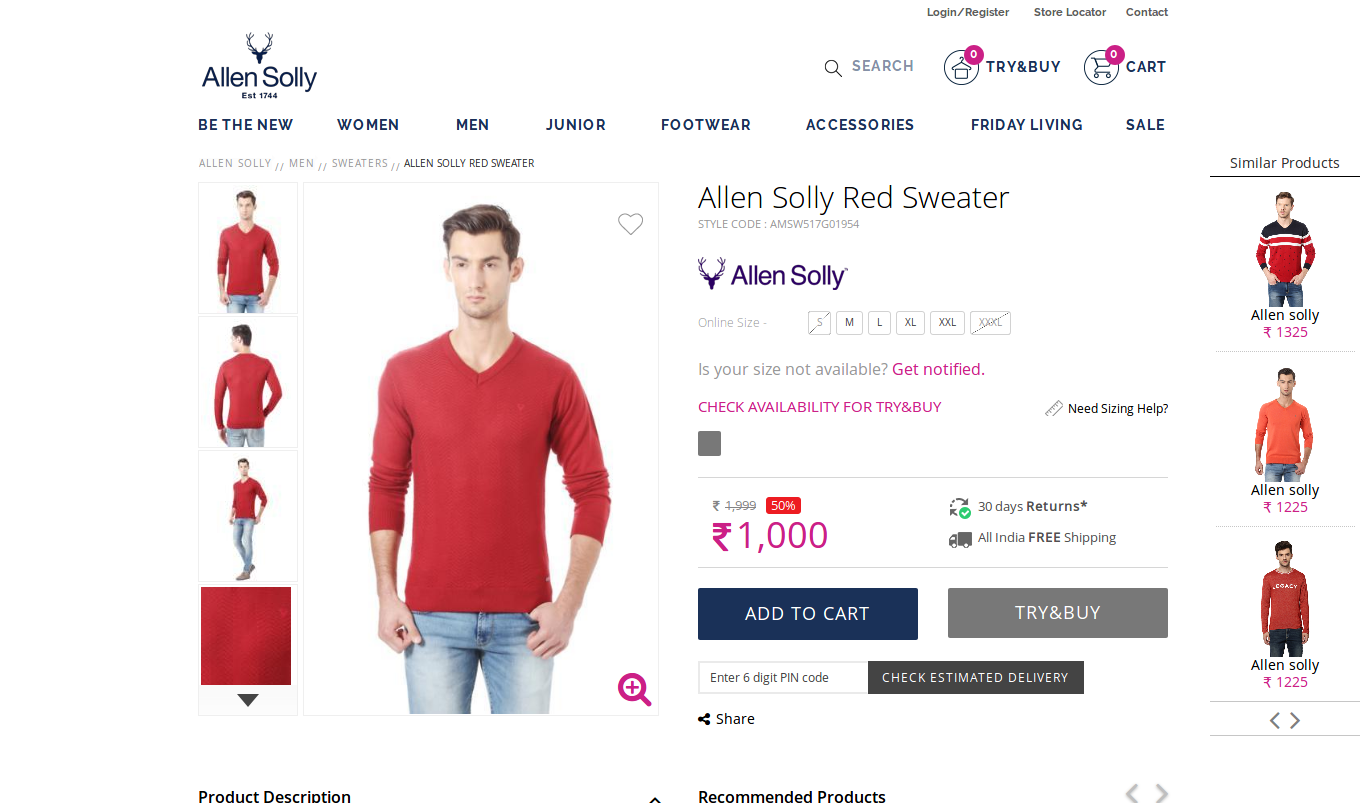 Login/Register Store Locator Contact
Allen Solly
Est 1744
SEARCH 0 TRY&BUY 0 CART
BE THE NEW WOMEN MEN JUNIOR FOOTWEAR ACCESSORIES FRIDAY LIVING SALE
ALLEN SOLLY // MEN // SWEATERS // ALLEN SOLLY RED SWEATER
Allen Solly Red Sweater
STYLE CODE : AMSW517G01954
Allen Solly™
Online Size - S M L XL XXL XXXL
Is your size not available? Get notified.
CHECK AVAILABILITY FOR TRY&BUY
Need Sizing Help?
₹ 1,999 50%
₹ 1,000
30 days Returns*
All India FREE Shipping
ADD TO CART TRY&BUY
Enter 6 digit PIN code CHECK ESTIMATED DELIVERY
Share
Similar Products
Allen solly
₹ 1325
Allen solly
₹ 1225
LEGACY
Allen solly
₹ 1225
Product Description
Recommended Products